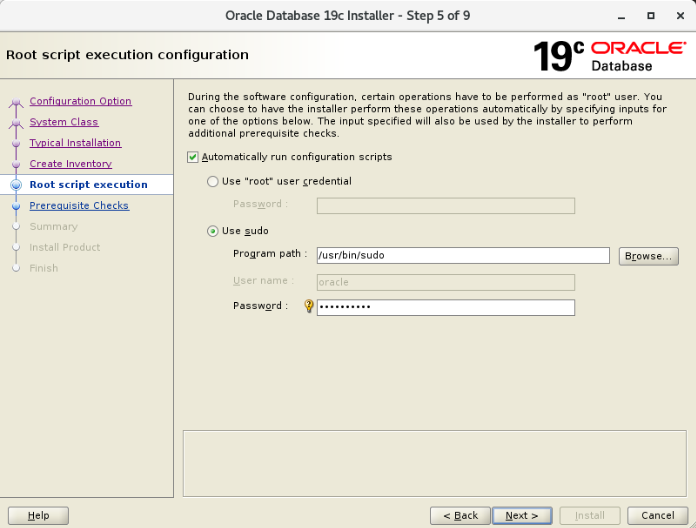 Oracle Database 19c Installer - Step 5 of 9
Root script execution configuration
19c ORACLE
Database
Configuration Option
System Class
Typical Installation
Create Inventory
Root script execution
Prerequisite Checks
Summary
Install Product
Finish
During the software configuration, certain operations have to be performed as "root" user. You
can choose to have the installer perform these operations automatically by specifying inputs for
one of the options below. The input specified will also be used by the installer to perform
additional prerequisite checks.
Automatically run configuration scripts
Use "root" user credential
Password :
Use sudo
Program path : /usr/bin/sudo Browse...
User name : oracle
Password : ••••••••••
Help < Back Next > Install Cancel